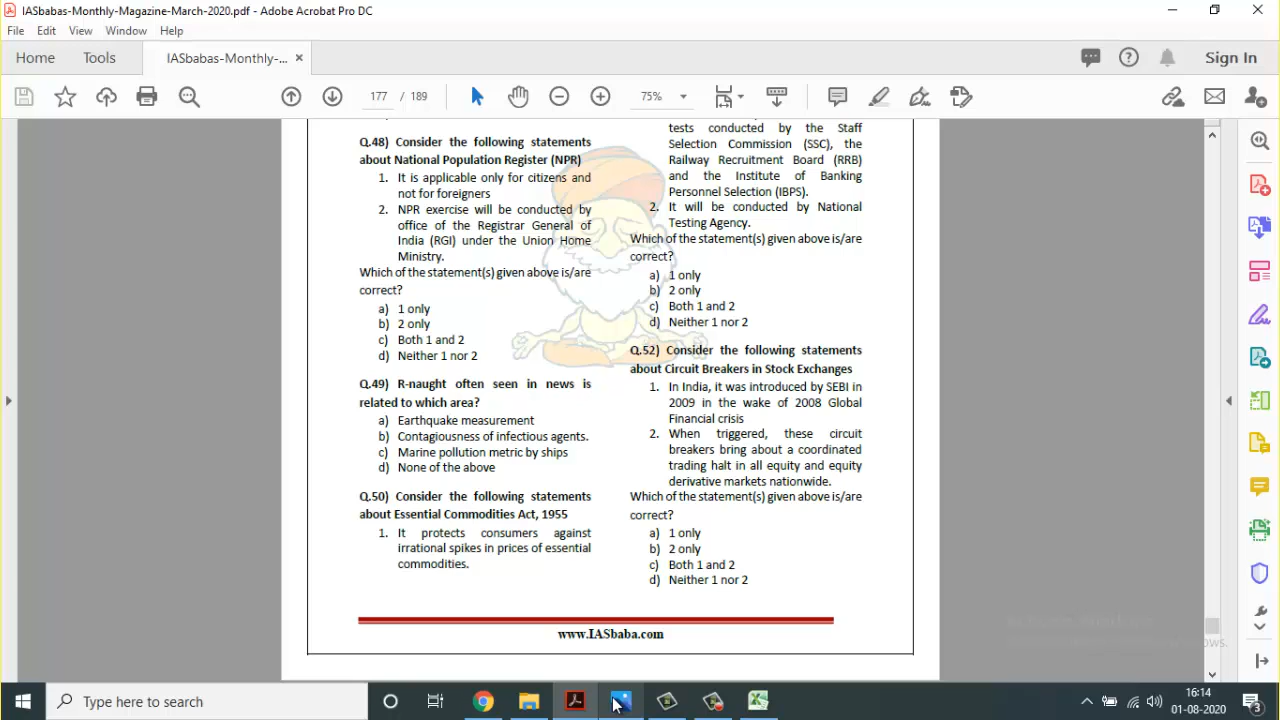 IASbabas-Monthly-Magazine-March-2020.pdf - Adobe Acrobat Pro DC
File Edit View Window Help
Home Tools IASbabas-Monthly-... × Sign In
177 / 189 75%
Q.48) Consider the following statements
about National Population Register (NPR)
1. It is applicable only for citizens and
not for foreigners
2. NPR exercise will be conducted by
office of the Registrar General of
India (RGI) under the Union Home
Ministry.
Which of the statement(s) given above is/are
correct?
a) 1 only
b) 2 only
c) Both 1 and 2
d) Neither 1 nor 2
Q.49) R-naught often seen in news is
related to which area?
a) Earthquake measurement
b) Contagiousness of infectious agents.
c) Marine pollution metric by ships
d) None of the above
Q.50) Consider the following statements
about Essential Commodities Act, 1955
1. It protects consumers against
irrational spikes in prices of essential
commodities.
tests conducted by the Staff
Selection Commission (SSC), the
Railway Recruitment Board (RRB)
and the Institute of Banking
Personnel Selection (IBPS).
2. It will be conducted by National
Testing Agency.
Which of the statement(s) given above is/are
correct?
a) 1 only
b) 2 only
c) Both 1 and 2
d) Neither 1 nor 2
Q.52) Consider the following statements
about Circuit Breakers in Stock Exchanges
1. In India, it was introduced by SEBI in
2009 in the wake of 2008 Global
Financial crisis
2. When triggered, these circuit
breakers bring about a coordinated
trading halt in all equity and equity
derivative markets nationwide.
Which of the statement(s) given above is/are
correct?
a) 1 only
b) 2 only
c) Both 1 and 2
d) Neither 1 nor 2
www.IASbaba.com
Type here to search
16:14
01-08-2020
3